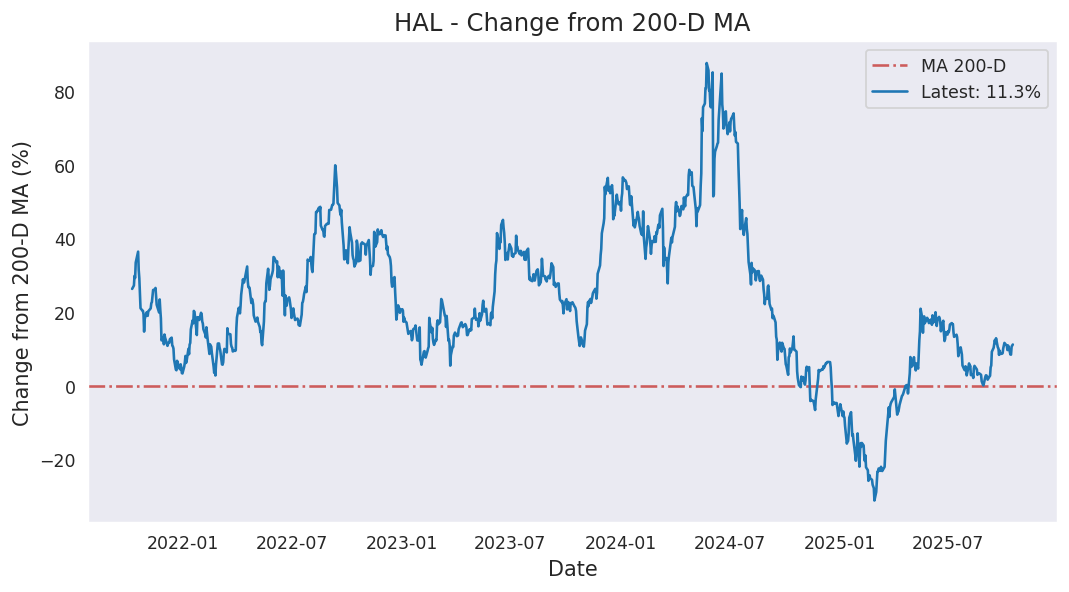 HAL - Change from 200-D MA
MA 200-D
Latest: 11.3%
Change from 200-D MA (%)
80
60
40
20
0
−20
2022-01
2022-07
2023-01
2023-07
2024-01
2024-07
2025-01
2025-07
Date